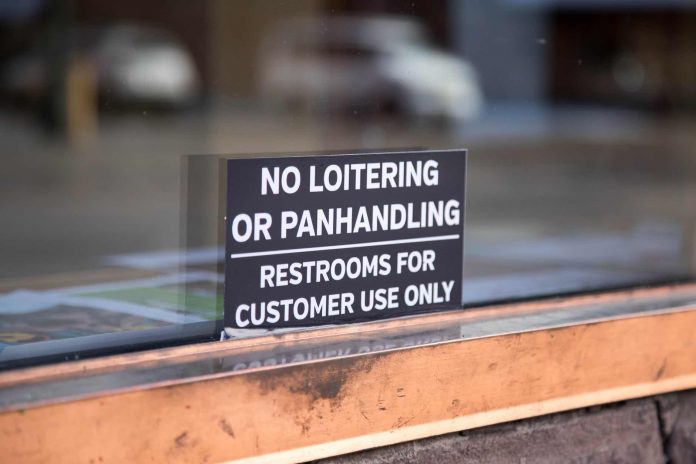 NO LOITERING
OR PANHANDLING
RESTROOMS FOR
CUSTOMER USE ONLY